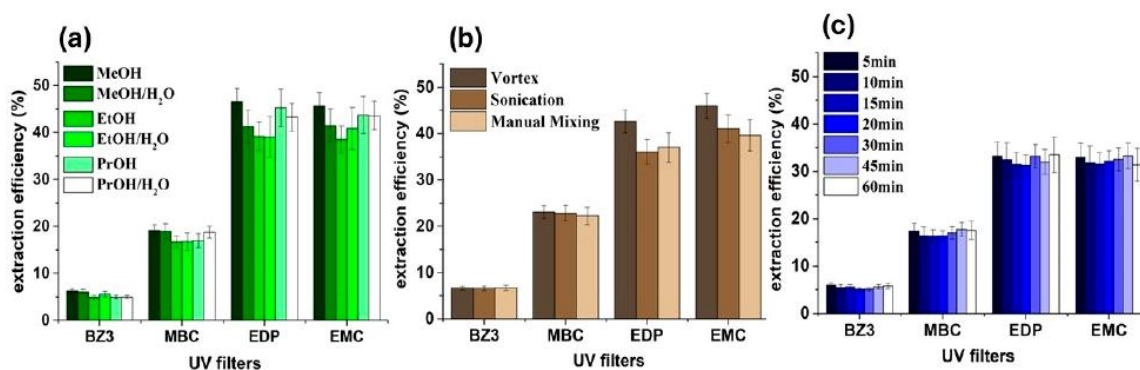 (a)
MeOH
MeOH/H₂O
EtOH
EtOH/H₂O
PrOH
PrOH/H₂O
extraction efficiency (%)
50
40
30
20
10
0
BZ3 MBC EDP EMC
UV filters
(b)
Vortex
Sonication
Manual Mixing
extraction efficiency (%)
50
40
30
20
10
0
BZ3 MBC EDP EMC
UV filters
(c)
5min
10min
15min
20min
30min
45min
60min
extraction efficiency (%)
50
40
30
20
10
0
BZ3 MBC EDP EMC
UV filters